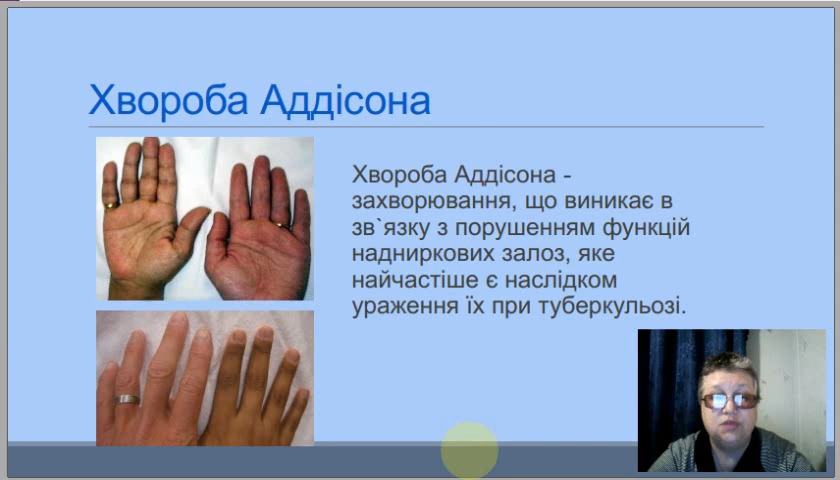 Хвороба Аддісона
Хвороба Аддісона -
захворювання, що виникає в
зв`язку з порушенням функцій
надниркових залоз, яке
найчастіше є наслідком
ураження їх при туберкульозі.